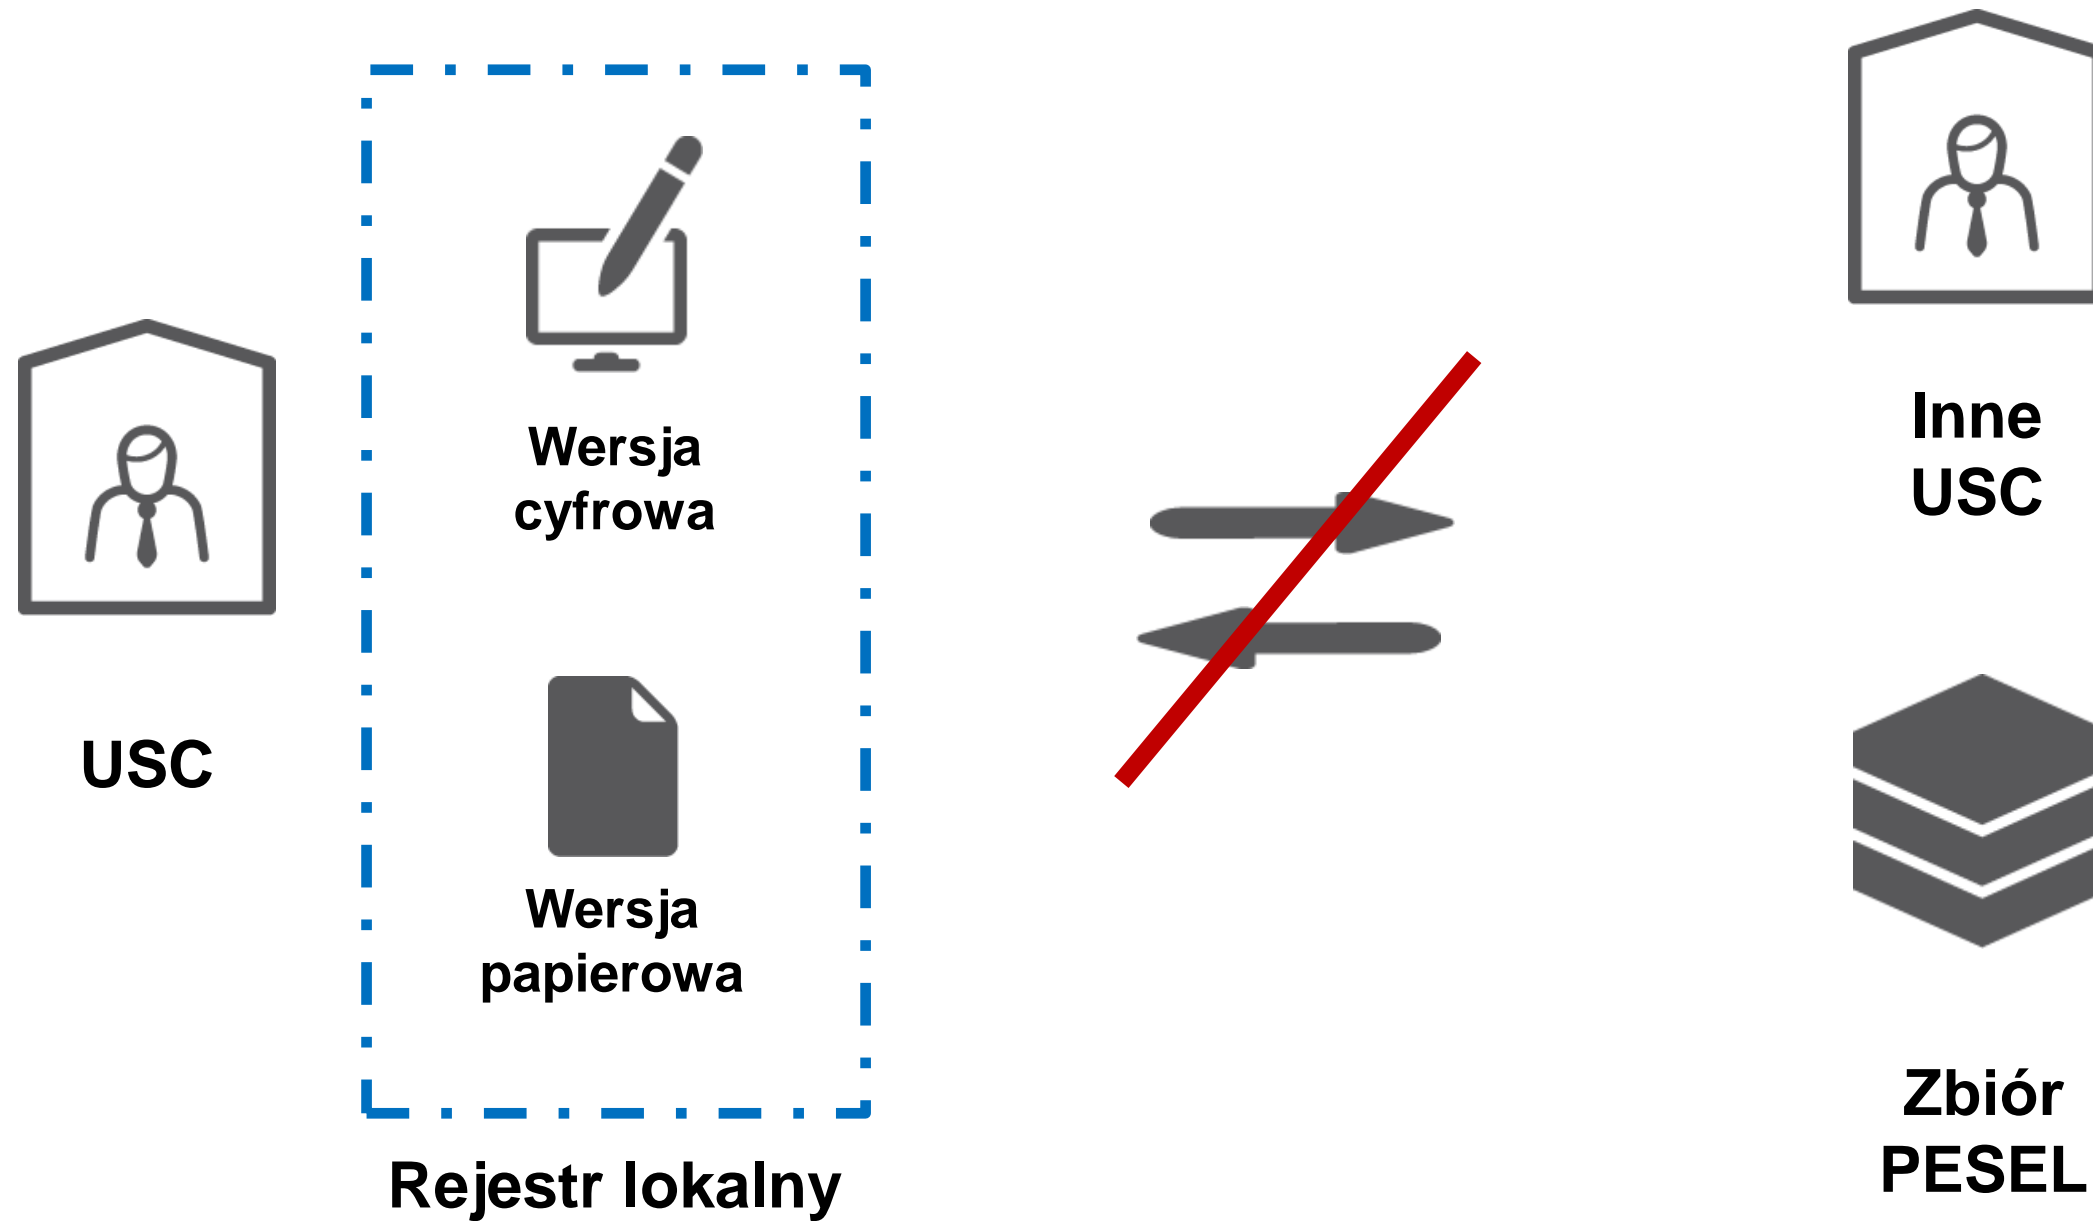 USC
Wersja
cyfrowa
Wersja
papierowa
Rejestr lokalny
Inne
USC
Zbiór
PESEL